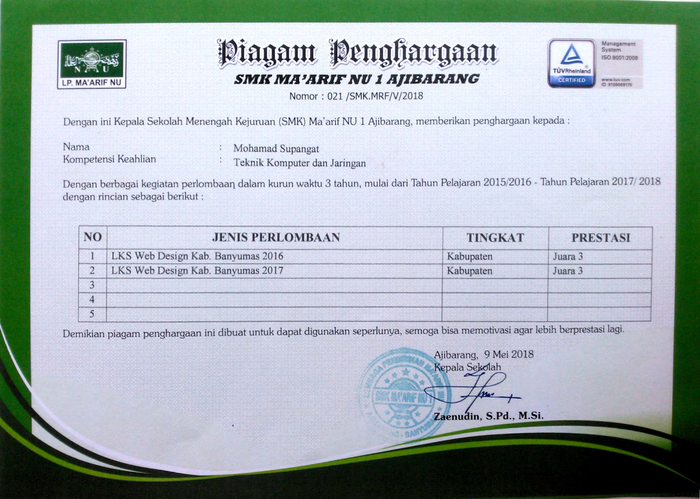 NU
LP. MA'ARIF NU
Piagam Penghargaan
SMK MA'ARIF NU 1 AJIBARANG
Nomor : 021 /SMK.MRF/V/2018
TÜVRheinland
CERTIFIED
Management
System
ISO 9001:2008
www.tuv.com
Dengan ini Kepala Sekolah Menengah Kejuruan (SMK) Ma'arif NU 1 Ajibarang, memberikan penghargaan kepada :
Nama : Mohamad Supangat
Kompetensi Keahlian : Teknik Komputer dan Jaringan
Dengan berbagai kegiatan perlombaan dalam kurun waktu 3 tahun, mulai dari Tahun Pelajaran 2015/2016 - Tahun Pelajaran 2017/ 2018
dengan rincian sebagai berikut :
NO JENIS PERLOMBAAN TINGKAT PRESTASI
1 LKS Web Design Kab. Banyumas 2016 Kabupaten Juara 3
2 LKS Web Design Kab. Banyumas 2017 Kabupaten Juara 3
3
4
5
Demikian piagam penghargaan ini dibuat untuk dapat digunakan seperlunya, semoga bisa memotivasi agar lebih berprestasi lagi.
Ajibarang, 9 Mei 2018
Kepala Sekolah
SMK MA'ARIF NU 1
Zaenudin, S.Pd., M.Si.